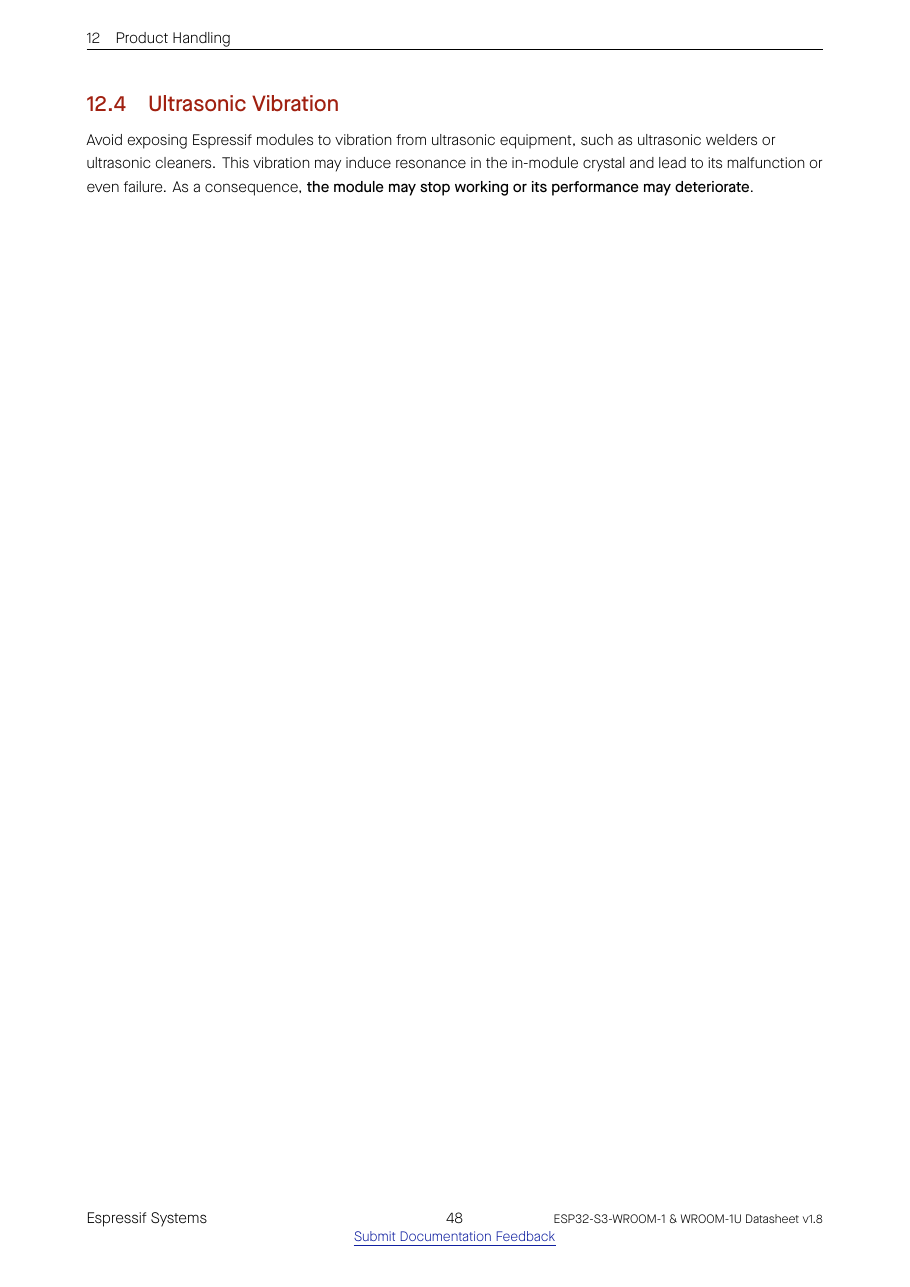 12 Product Handling
12.4 Ultrasonic Vibration
Avoid exposing Espressif modules to vibration from ultrasonic equipment, such as ultrasonic welders or
ultrasonic cleaners. This vibration may induce resonance in the in-module crystal and lead to its malfunction or
even failure. As a consequence, the module may stop working or its performance may deteriorate.
Espressif Systems 48 ESP32-S3-WROOM-1 & WROOM-1U Datasheet v1.8
Submit Documentation Feedback